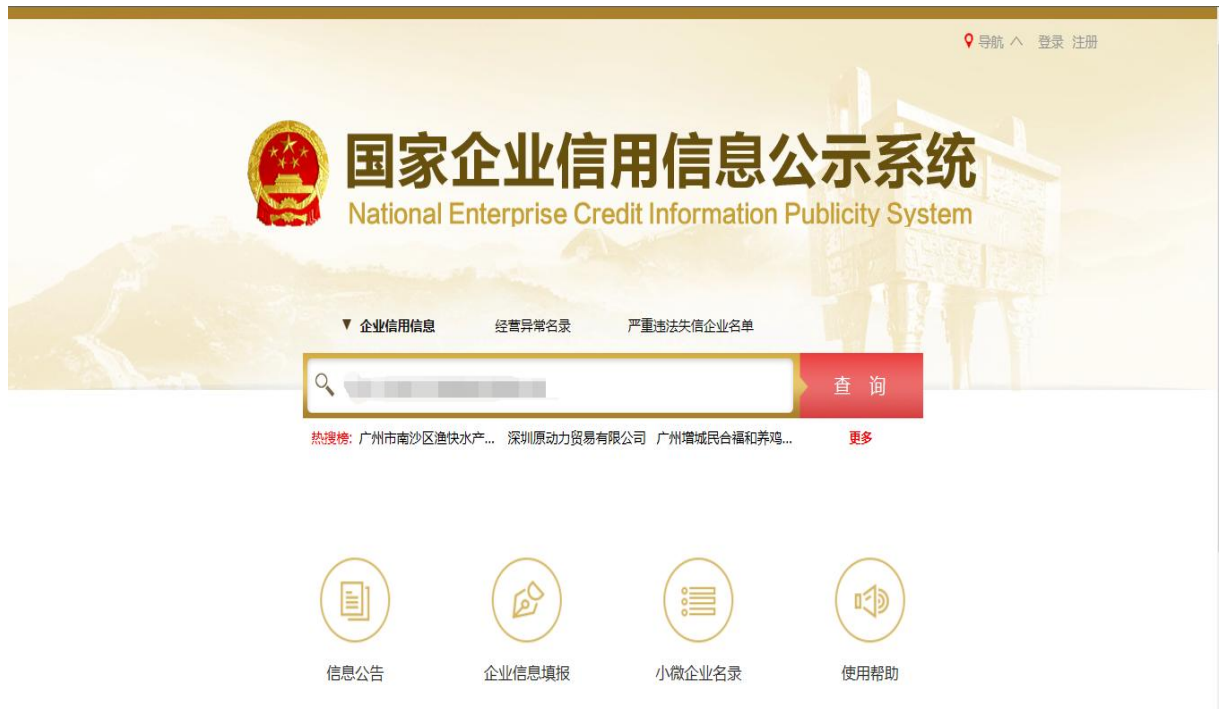 导航 登录 注册
国家企业信用信息公示系统
National Enterprise Credit Information Publicity System
企业信用信息 经营异常名录 严重违法失信企业名单
查 询
热搜榜: 广州市南沙区渔快水产... 深圳原动力贸易有限公司 广州增城民合福和养鸡... 更多
信息公告 企业信息填报 小微企业名录 使用帮助